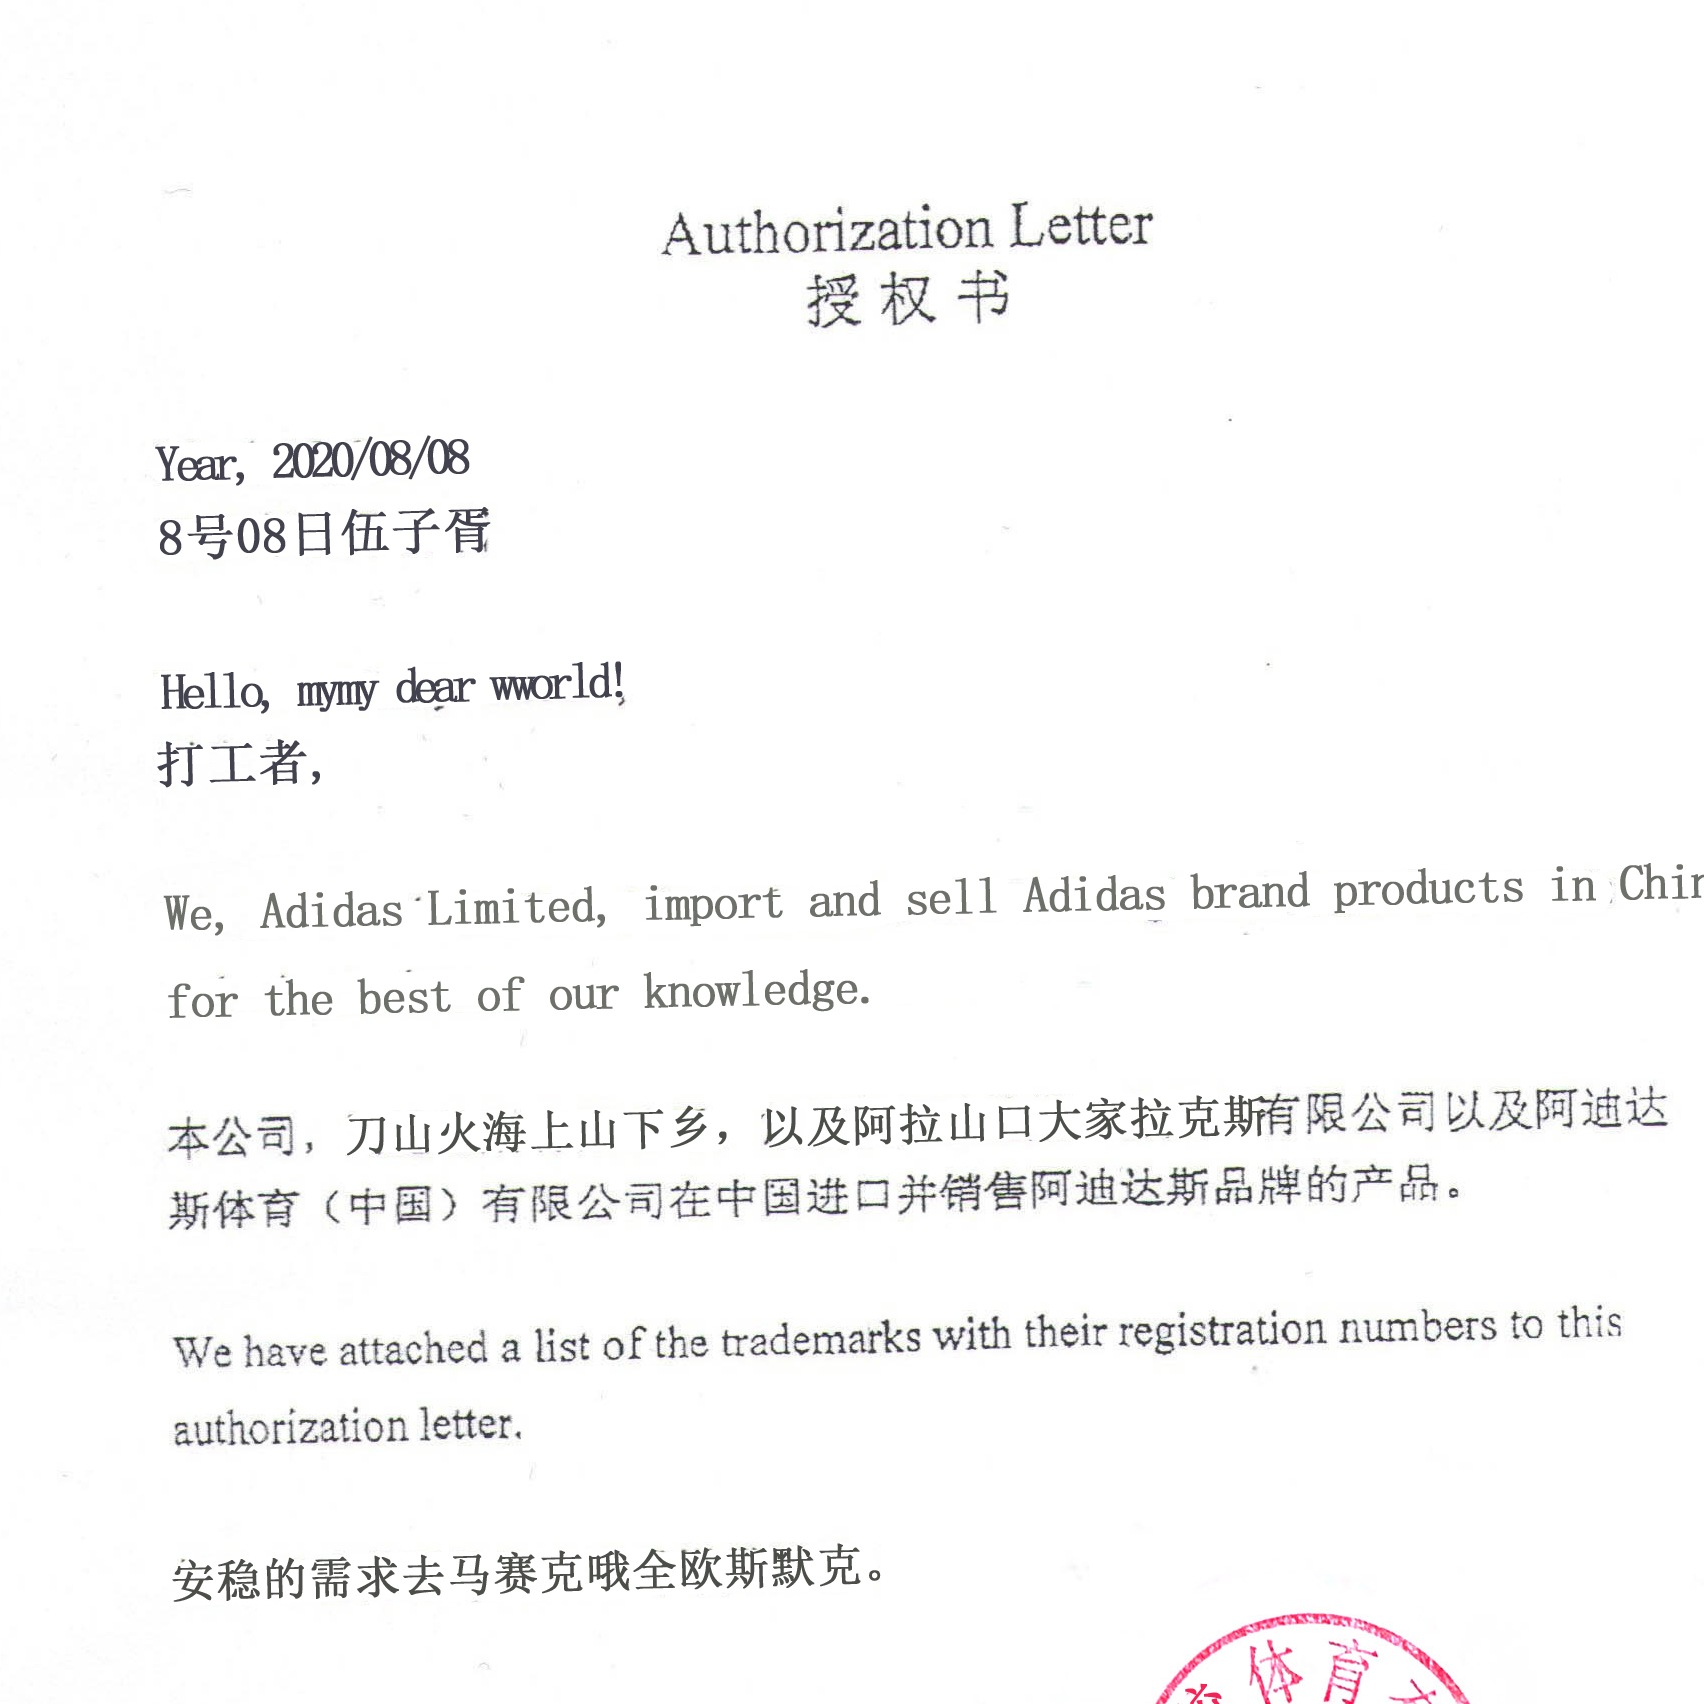 Authorization Letter
授权书
Year, 2020/08/08
8号08日伍子胥
Hello, mymy dear wworld!
打工者,
We, Adidas Limited, import and sell Adidas brand products in Chin
for the best of our knowledge.
本公司，刀山火海上山下乡，以及阿拉山口大家拉克斯有限公司以及阿迪达
斯体育（中国）有限公司在中国进口并销售阿迪达斯品牌的产品。
We have attached a list of the trademarks with their registration numbers to this
authorization letter.
安稳的需求去马赛克哦全欧斯默克。
体育